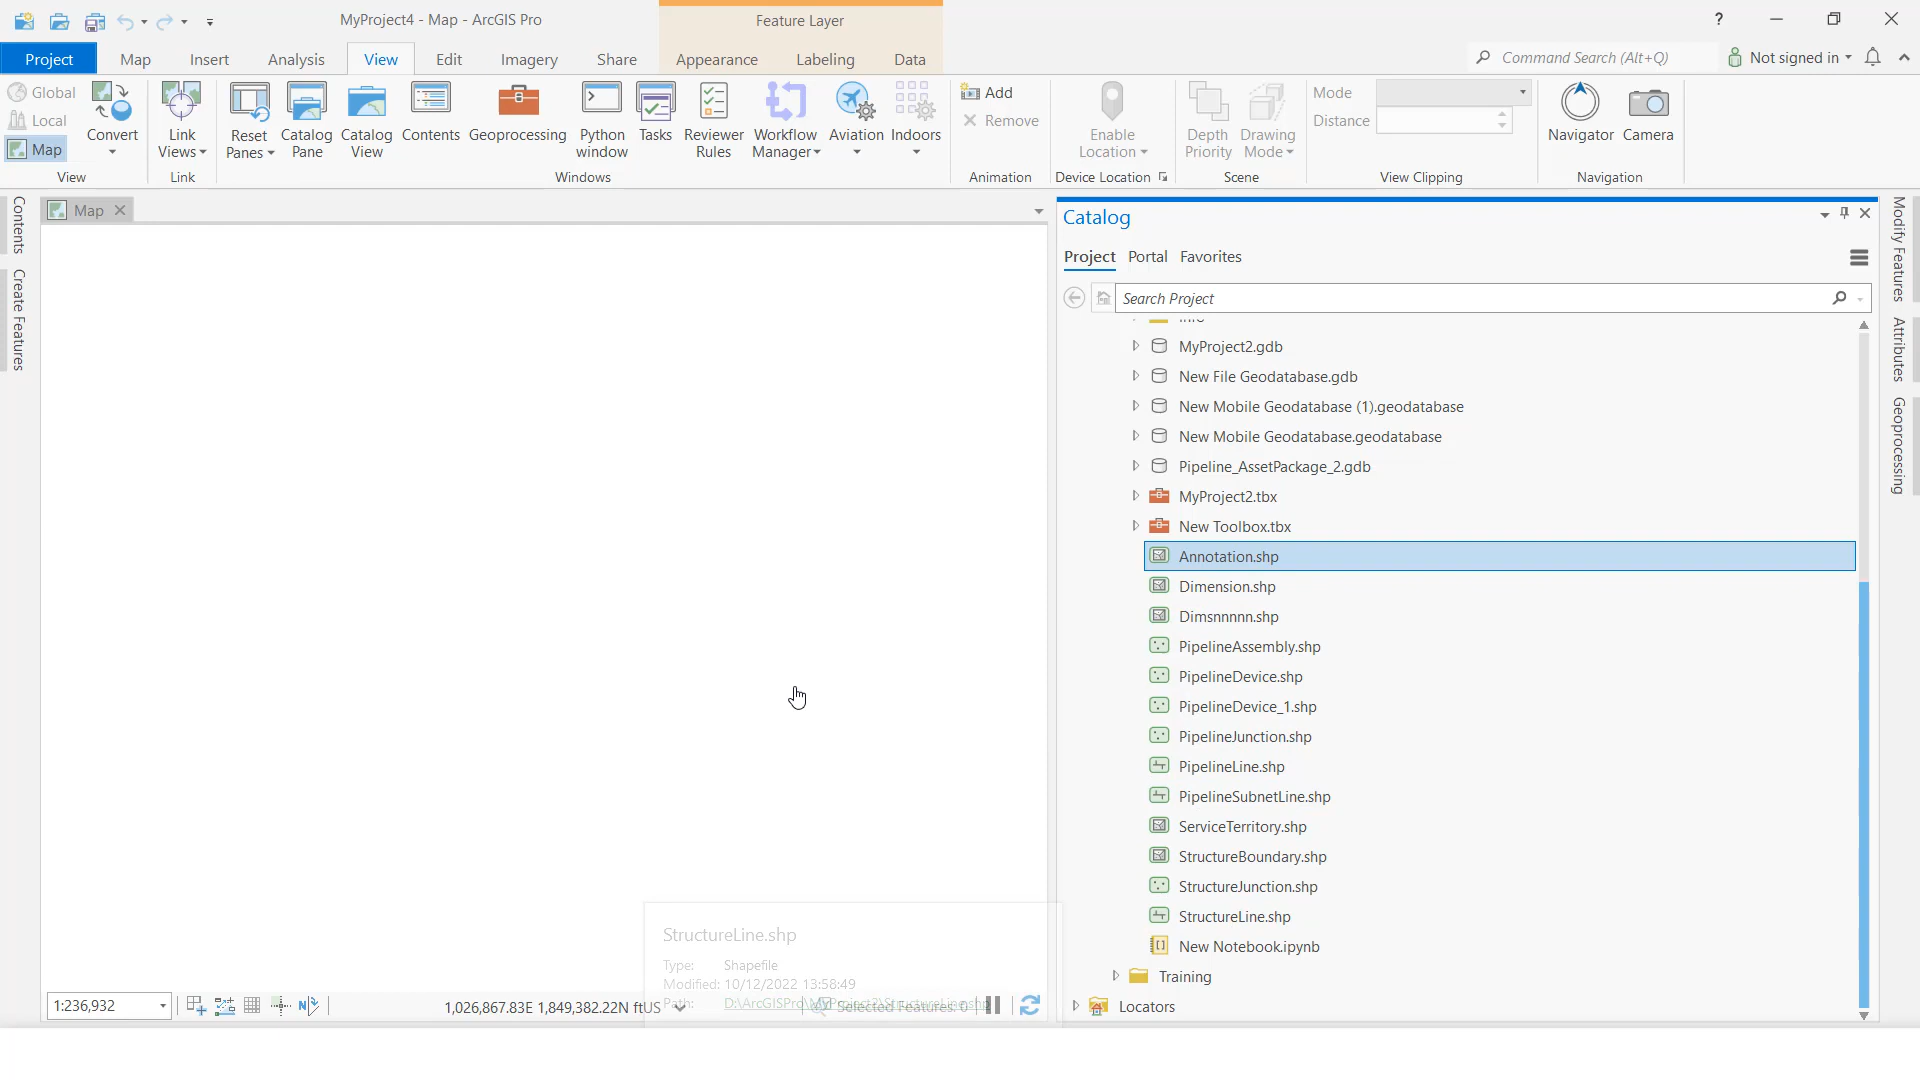 MyProject4 - Map - ArcGIS Pro
Feature Layer
?
Project
Map
Insert
Analysis
View
Edit
Imagery
Share
Appearance
Labeling
Data
Command Search (Alt+Q)
Not signed in
Global
Local
Map
Convert
View
Link
Views
Link
Reset
Panes
Catalog
Pane
Catalog
View
Contents
Geoprocessing
Python
window
Tasks
Reviewer
Rules
Workflow
Manager
Aviation
Indoors
Windows
Add
Remove
Animation
Enable
Location
Device Location
Depth
Priority
Drawing
Mode
Scene
Mode
Distance
View Clipping
Navigator
Camera
Navigation
Contents
Create Features
Map
Catalog
Project
Portal
Favorites
Search Project
MyProject2.gdb
New File Geodatabase.gdb
New Mobile Geodatabase (1).geodatabase
New Mobile Geodatabase.geodatabase
Pipeline_AssetPackage_2.gdb
MyProject2.tbx
New Toolbox.tbx
Annotation.shp
Dimension.shp
Dimsnnnnn.shp
PipelineAssembly.shp
PipelineDevice.shp
PipelineDevice_1.shp
PipelineJunction.shp
PipelineLine.shp
PipelineSubnetLine.shp
ServiceTerritory.shp
StructureBoundary.shp
StructureJunction.shp
StructureLine.shp
New Notebook.ipynb
Training
Locators
Modify Features
Attributes
Geoprocessing
StructureLine.shp
Type: Shapefile
Modified: 10/12/2022 13:58:49
Path: D:\ArcGISPro\MyProject2\StructureLine.shp
1:236,932
1,026,867.83E 1,849,382.22N ftUS
Selected Features: 0